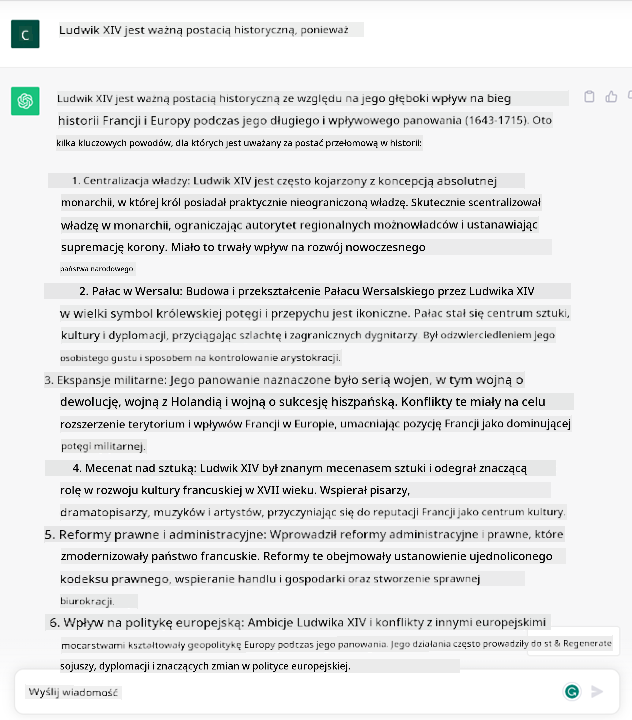 C
Ludwik XIV jest ważną postacią historyczną, ponieważ
Ludwik XIV jest ważną postacią historyczną ze względu na jego głęboki wpływ na bieg
historii Francji i Europy podczas jego długiego i wpływowego panowania (1643-1715). Oto
kilka kluczowych powodów, dla których jest uważany za postać przełomową w historii:
1. Centralizacja władzy: Ludwik XIV jest często kojarzony z koncepcją absolutnej
monarchii, w której król posiadał praktycznie nieograniczoną władzę. Skutecznie scentralizował
władzę w monarchii, ograniczając autorytet regionalnych możnowładców i ustanawiając
supremację korony. Miało to trwały wpływ na rozwój nowoczesnego
państwa narodowego.
2. Pałac w Wersalu: Budowa i przekształcenie Pałacu Wersalskiego przez Ludwika XIV
w wielki symbol królewskiej potęgi i przepychu jest ikoniczne. Pałac stał się centrum sztuki,
kultury i dyplomacji, przyciągając szlachtę i zagranicznych dygnitarzy. Był odzwierciedleniem jego
osobistego gustu i sposobem na kontrolowanie arystokracji.
3. Ekspansje militarne: Jego panowanie naznaczone było serią wojen, w tym wojną o
dewolucję, wojną z Holandią i wojną o sukcesję hiszpańską. Konflikty te miały na celu
rozszerzenie terytorium i wpływów Francji w Europie, umacniając pozycję Francji jako dominującej
potęgi militarnej.
4. Mecenat nad sztuką: Ludwik XIV był znanym mecenasem sztuki i odegrał znaczącą
rolę w rozwoju kultury francuskiej w XVII wieku. Wspierał pisarzy,
dramatopisarzy, muzyków i artystów, przyczyniając się do reputacji Francji jako centrum kultury.
5. Reformy prawne i administracyjne: Wprowadził reformy administracyjne i prawne, które
zmodernizowały państwo francuskie. Reformy te obejmowały ustanowienie ujednoliconego
kodeksu prawnego, wspieranie handlu i gospodarki oraz stworzenie sprawnej
biurokracji.
6. Wpływ na politykę europejską: Ambicje Ludwika XIV i konflikty z innymi europejskimi
mocarstwami kształtowały geopolitykę Europy podczas jego panowania. Jego działania często prowadziły do st & Regenerate
sojuszy, dyplomacji i znaczących zmian w polityce europejskiej.
Wyślij wiadomość